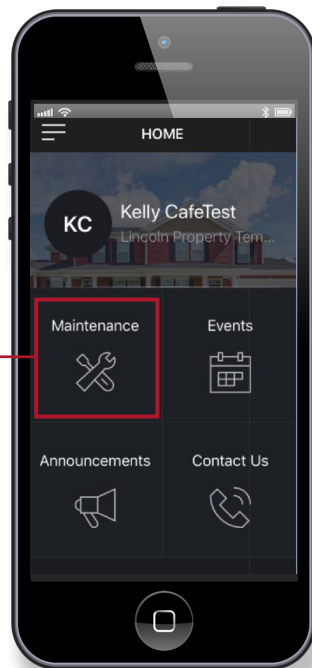 HOME
KC
Kelly CafeTest
Lincoln Property Tem...
Maintenance
Events
Announcements
Contact Us